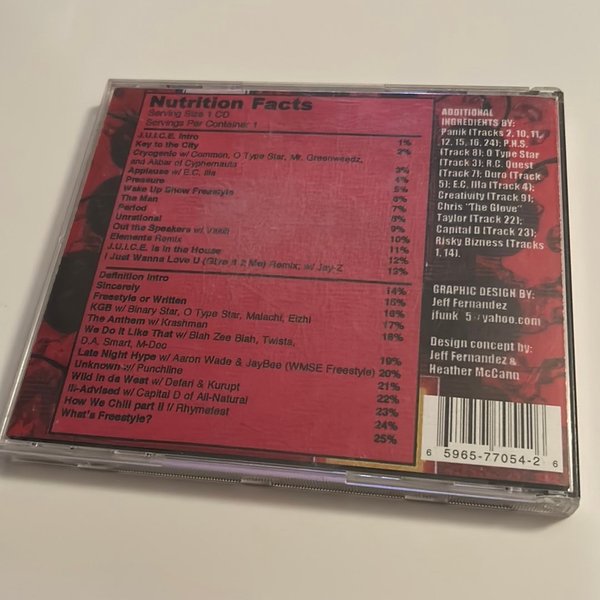 Nutrition Facts
Serving Size 1 CD
Servings Per Container 1
J.U.I.C.E. Intro 1%
Key to the City 2%
Cryogenic w/ Common, O Type Star, Mr. Greenweedz,
and Akbar of Cyphernauts 3%
Applause w/ E.C. Illa 4%
Pressure 5%
Wake Up Show Freestyle 6%
The Man 7%
Period 8%
Unrational 9%
Out the Speakers w/ 10%
Elements Remix 11%
J.U.I.C.E. Is in the House 12%
I Just Wanna Love U (Give It 2 Me) Remix; w/ Jay-Z 13%
Definition Intro 14%
Sincerely 15%
Freestyle or Written 16%
KGB w/ Binary Star, O Type Star, Malachi, Elzhi 17%
The Anthem w/ Krashman 18%
We Do It Like That w/ Blah Zee Blah, Twista,
D.A. Smart, M-Doc 19%
Late Night Hype w/ Aaron Wade & JayBee (WMSE Freestyle) 20%
Unknown w/ Punchline 21%
Wild in da West w/ Defari & Kurupt 22%
Ill-Advised w/ Capital D of All-Natural 23%
How We Chill part II // Rhymefest 24%
What's Freestyle? 25%
ADDITIONAL
INGREDIENTS BY:
Panik (Tracks 2, 10, 11,
12, 15, 16, 24); P.H.S.
(Track 8); O Type Star
(Track 3); R.C. Quest
(Track 7); Ouro (Track
5); E.C. Illa (Track 4);
Creativity (Track 9);
Chris "The Glove"
Taylor (Track 22);
Capital D (Track 23);
Risky Bizness (Tracks
1, 14).
GRAPHIC DESIGN BY:
Jeff Fernandez
jfunk_5@yahoo.com
Design concept by:
Jeff Fernandez &
Heather McCann
6 59657-7054-2 6